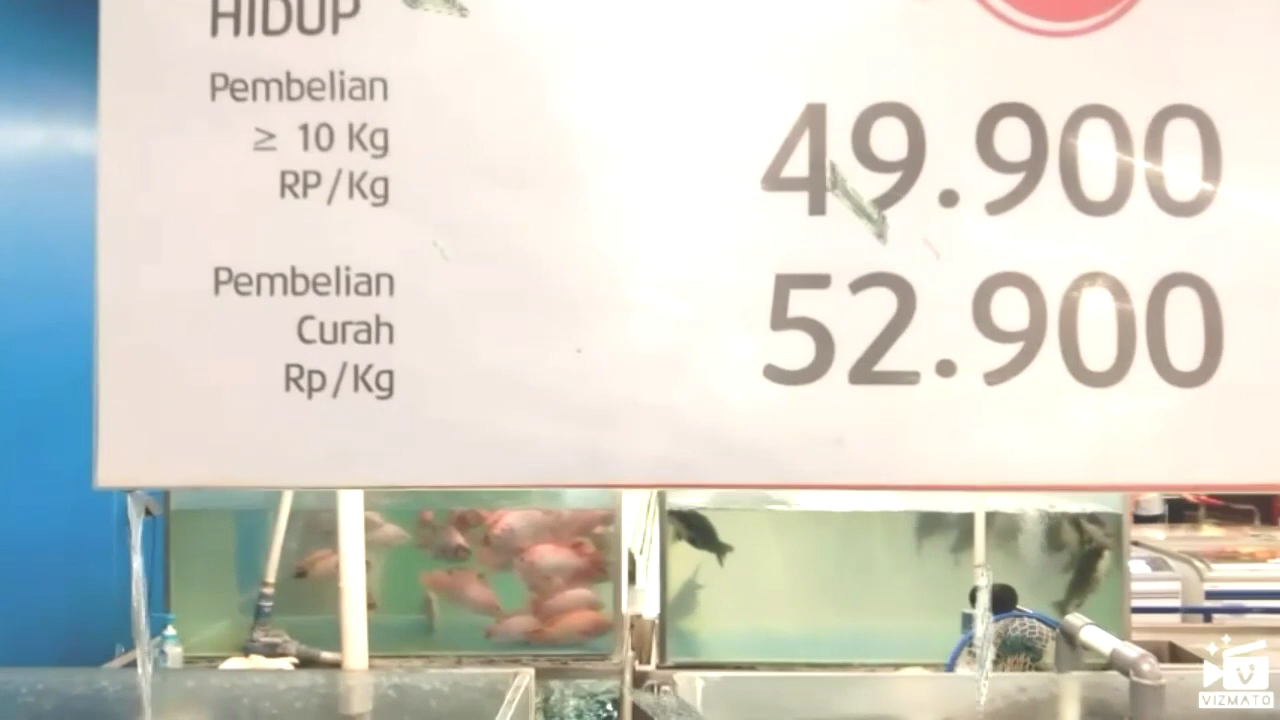 HIDUP
Pembelian
≥ 10 Kg
RP/Kg
49.900
Pembelian
Curah
Rp/Kg
52.900
VIZMATO